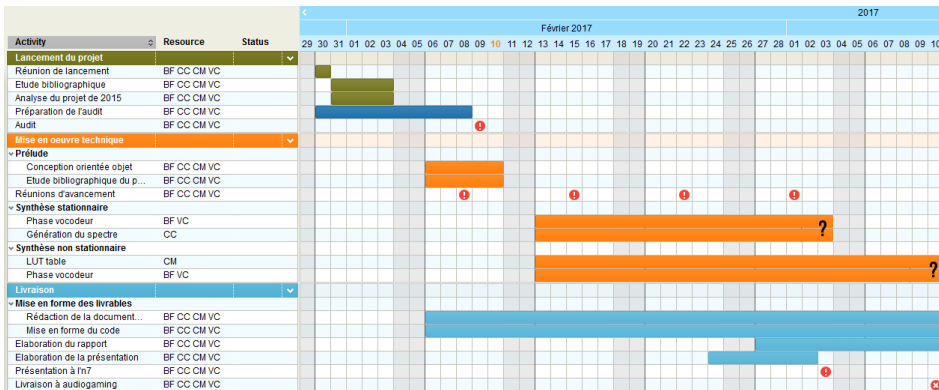 2017
Février 2017
Activity Resource Status 29 30 31 01 02 03 04 05 06 07 08 09 10 11 12 13 14 15 16 17 18 19 20 21 22 23 24 25 26 27 28 01 02 03 04 05 06 07 08 09 10
Lancement du projet
Réunion de lancement BF CC CM VC
Etude bibliographique BF CC CM VC
Analyse du projet de 2015 BF CC CM VC
Préparation de l'audit BF CC CM VC
Audit BF CC CM VC
Mise en oeuvre technique
Prélude
Conception orientée objet BF CC CM VC
Etude bibliographique du p... BF CC CM VC
Réunions d'avancement BF CC CM VC
Synthèse stationnaire
Phase vocodeur BF VC ?
Génération du spectre CC
Synthèse non stationnaire
LUT table CM ?
Phase vocodeur BF VC
Livraison
Mise en forme des livrables
Rédaction de la document... BF CC CM VC
Mise en forme du code BF CC CM VC
Elaboration du rapport BF CC CM VC
Elaboration de la présentation BF CC CM VC
Présentation à l'n7 BF CC CM VC
Livraison à audiogaming BF CC CM VC